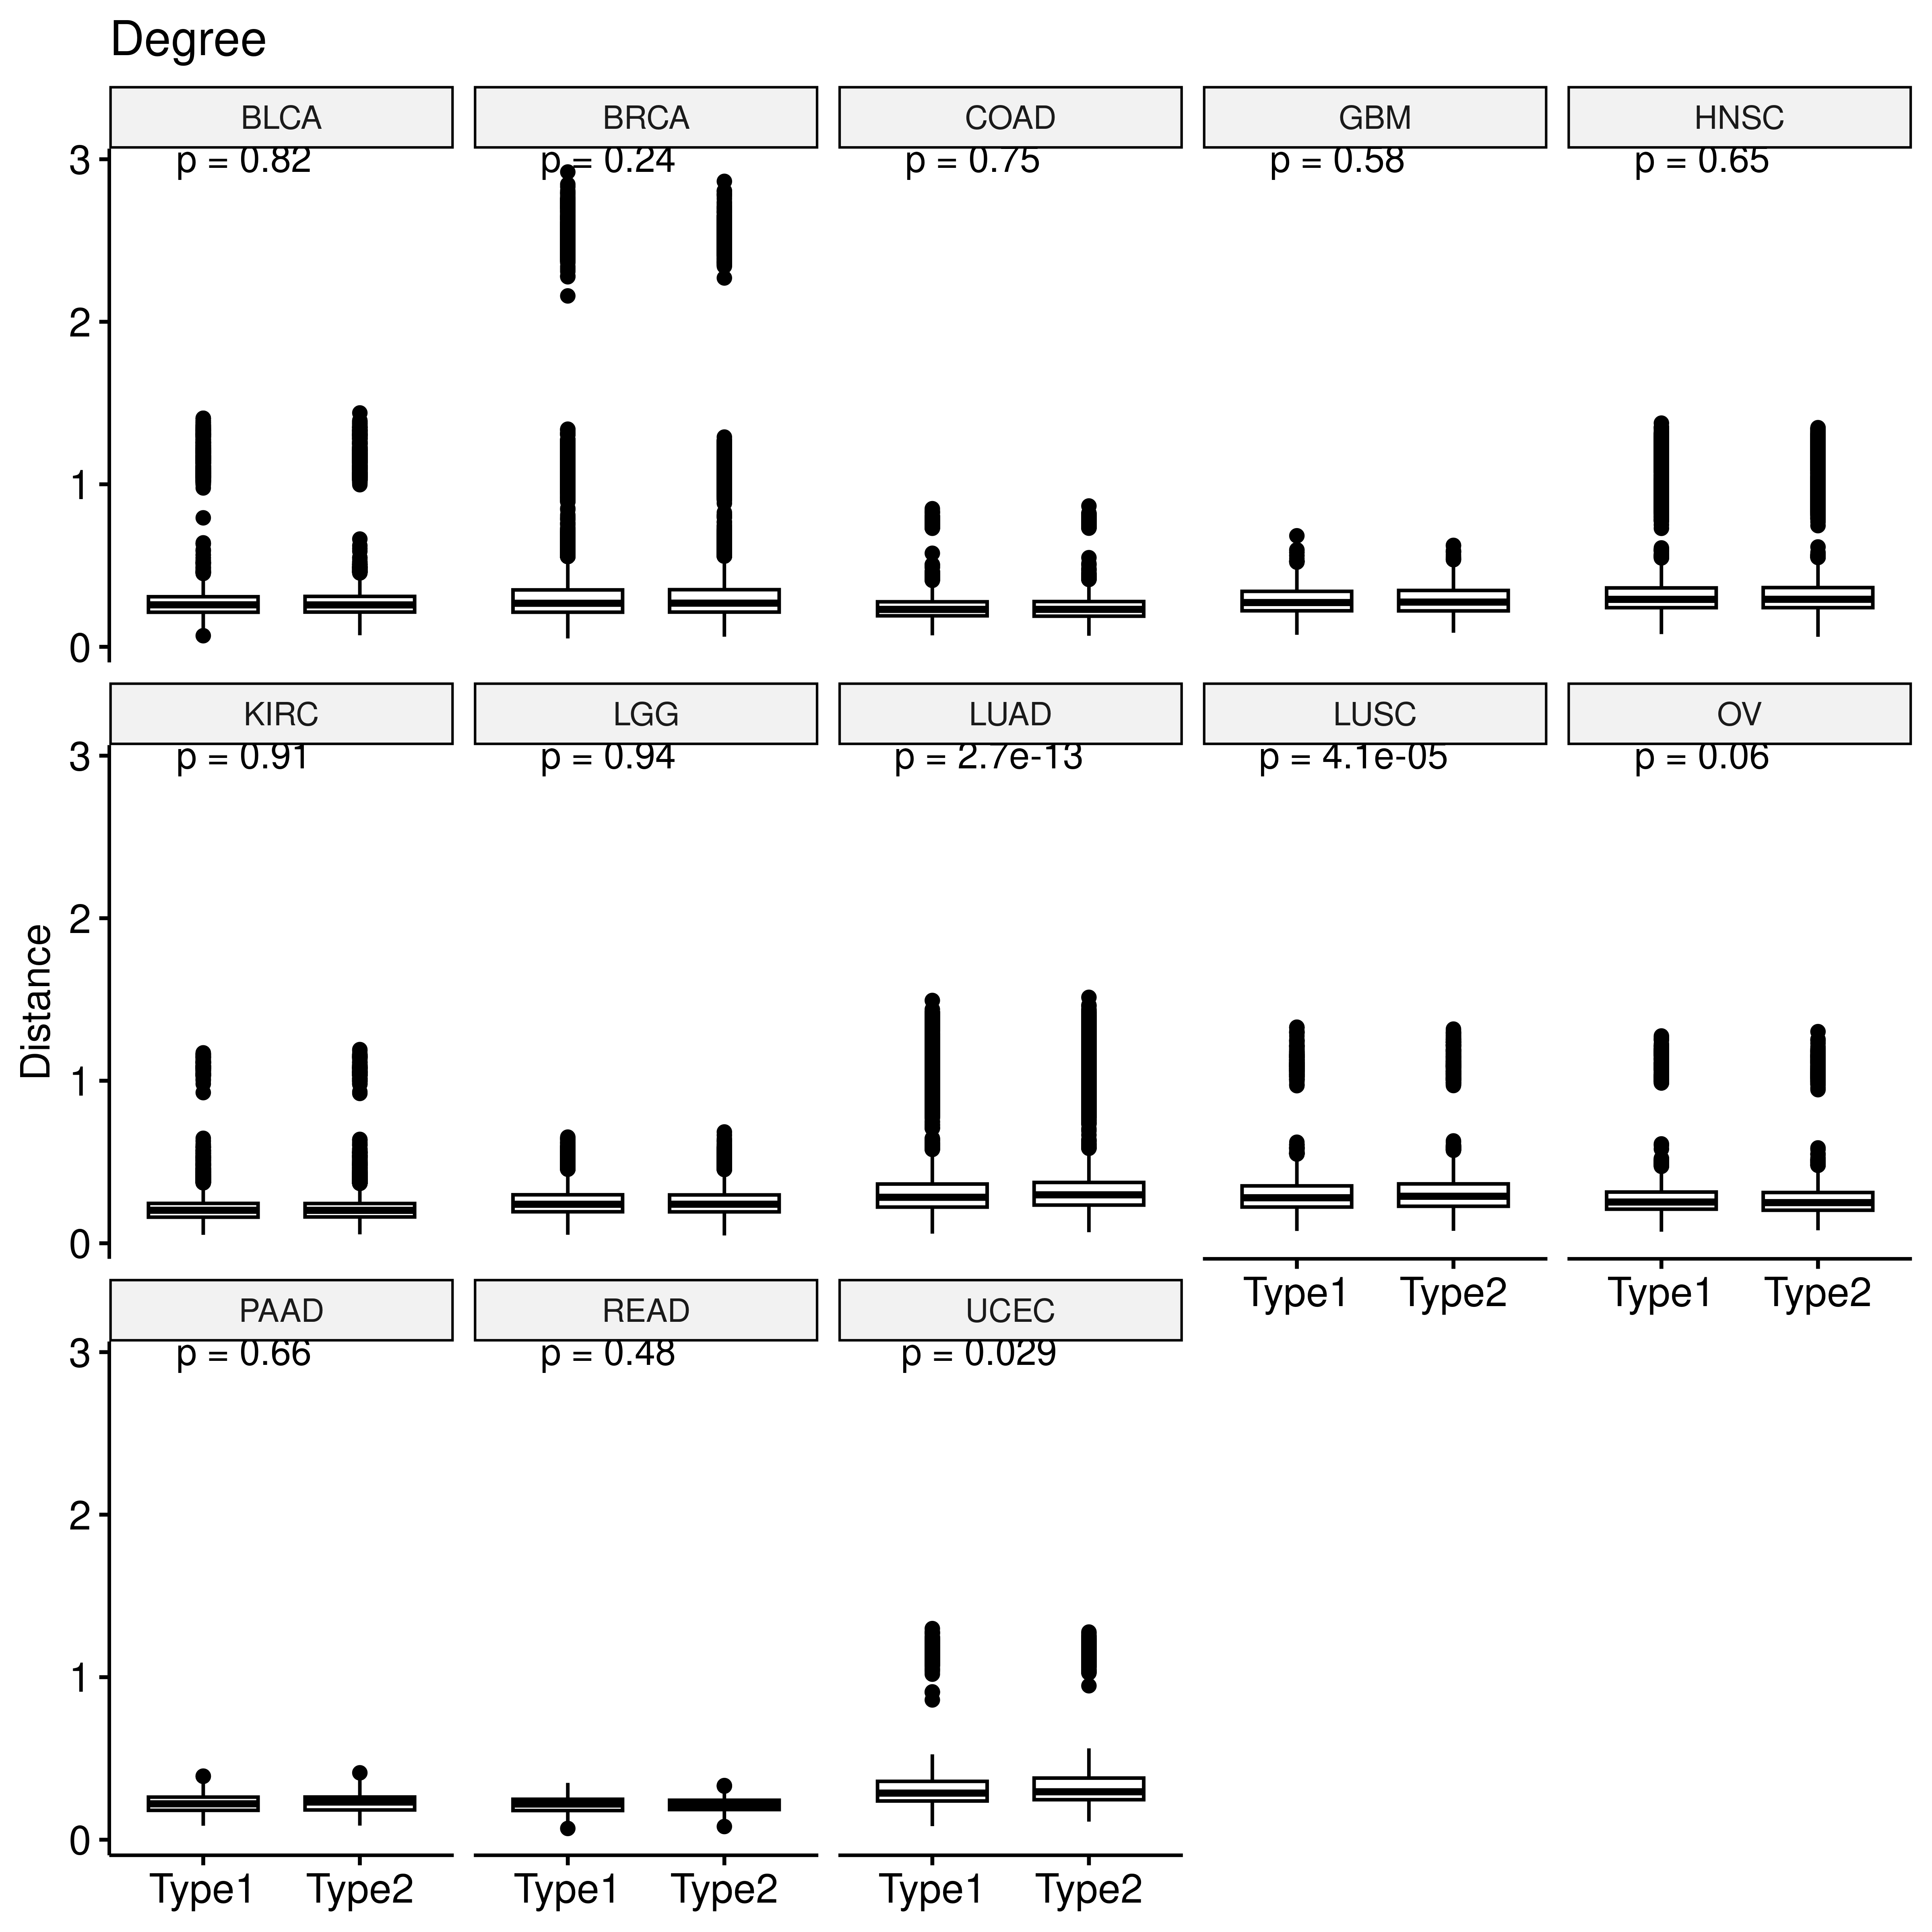 Degree
BLCA BRCA COAD GBM HNSC
3 p = 0.82 p = 0.24 p = 0.75 p = 0.58 p = 0.65
2
1
0
KIRC LGG LUAD LUSC OV
3 p = 0.91 p = 0.94 p = 2.7e-13 p = 4.1e-05 p = 0.06
2
Distance
1
0
Type1 Type2 Type1 Type2
PAAD READ UCEC
3 p = 0.66 p = 0.48 p = 0.029
2
1
0
Type1 Type2 Type1 Type2 Type1 Type2